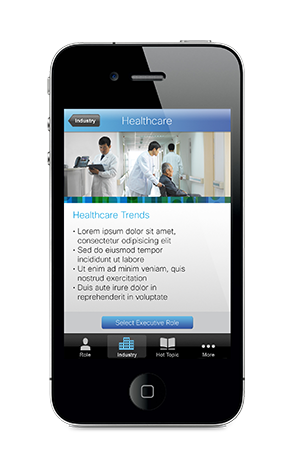 Industry
Healthcare
Healthcare Trends
• Lorem ipsum dolor sit amet,
consectetur adipisicing elit
• Sed do eiusmod tempor
incididunt ut labore
• Ut enim ad minim veniam, quis
nostrud exercitation
• Duis aute irure dolor in
reprehenderit in voluptate
Select Executive Role
Role
Industry
Hot Topic
More